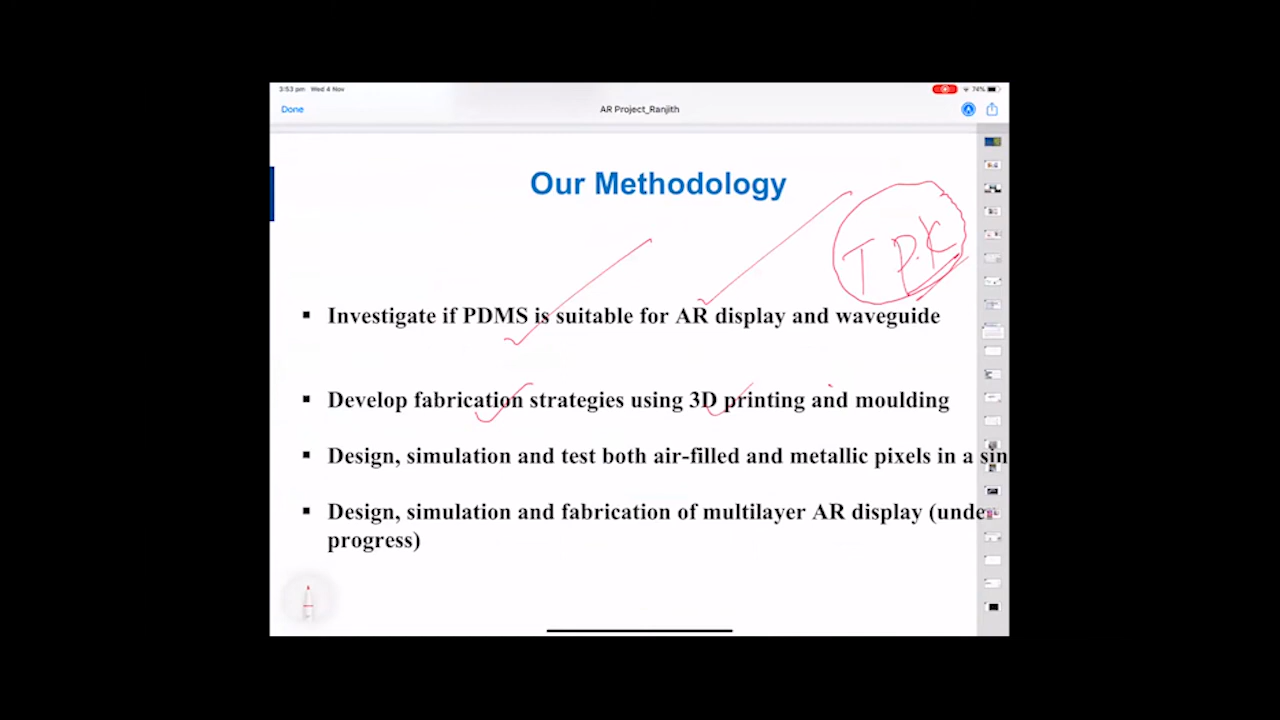 3:53 pm Wed 4 Nov
74%
Done
AR Project_Ranjith
Our Methodology
T P.K
▪ Investigate if PDMS is suitable for AR display and waveguide
▪ Develop fabrication strategies using 3D printing and moulding
▪ Design, simulation and test both air-filled and metallic pixels in a sin
▪ Design, simulation and fabrication of multilayer AR display (unde
progress)